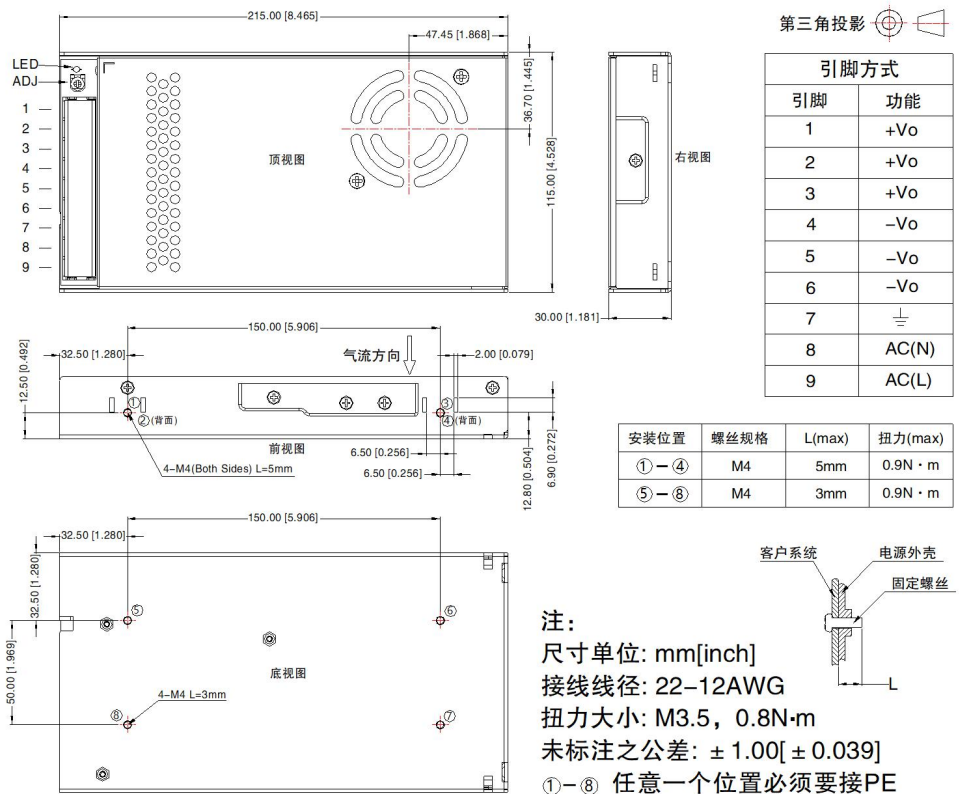 215.00 [8.465]
47.45 [1.868]
36.70 [1.445]
115.00 [4.528]
LED
ADJ
1
2
3
4
5
6
7
8
9
顶视图
右视图
30.00 [1.181]
第三角投影
引脚方式
引脚 功能
1 +Vo
2 +Vo
3 +Vo
4 −Vo
5 −Vo
6 −Vo
7 ⏚
8 AC(N)
9 AC(L)
150.00 [5.906]
32.50 [1.280]
12.50 [0.492]
气流方向
2.00 [0.079]
①
②(背面)
③
④(背面)
前视图
6.50 [0.256]
6.50 [0.256]
12.80 [0.504]
6.90 [0.272]
4-M4(Both Sides) L=5mm
安装位置 螺丝规格 L(max) 扭力(max)
①−④ M4 5mm 0.9N·m
⑤−⑧ M4 3mm 0.9N·m
150.00 [5.906]
32.50 [1.280]
32.50 [1.280]
50.00 [1.969]
⑤
⑥
底视图
4-M4 L=3mm
⑧
⑦
客户系统
电源外壳
固定螺丝
L
注:
尺寸单位: mm[inch]
接线线径: 22−12AWG
扭力大小: M3.5, 0.8N·m
未标注之公差: ±1.00[±0.039]
①−⑧ 任意一个位置必须要接PE